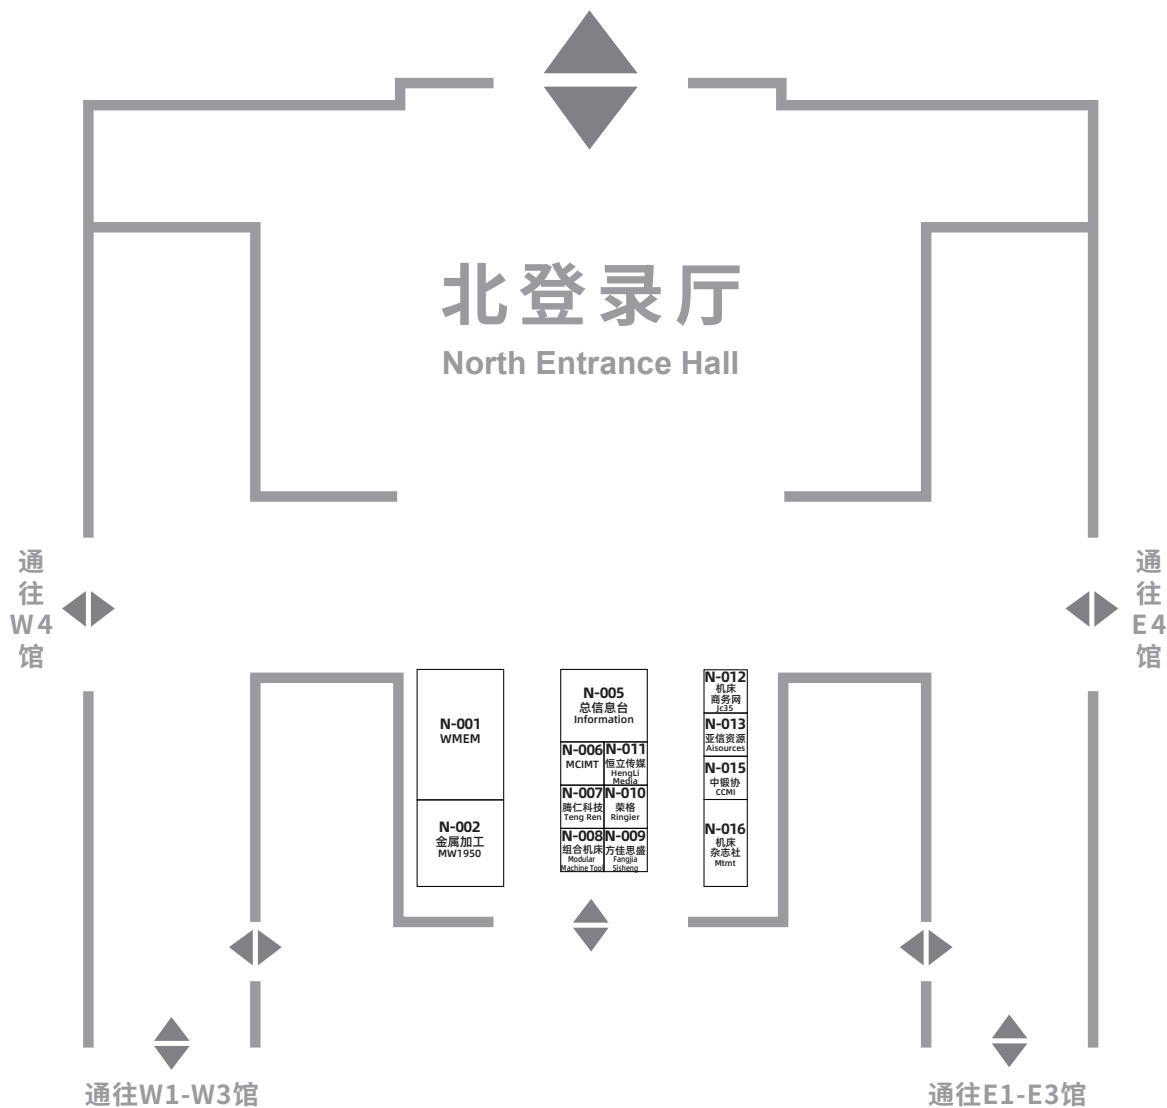 北登录厅
North Entrance Hall
通
往
W4
馆
通
往
E4
馆
N-001
WMEM
N-002
金属加工
MW1950
N-005
总信息台
Information
N-006
MCIMT
N-011
恒立传媒
HengLi
Media
N-007
腾仁科技
Teng Ren
N-010
荣格
Ringier
N-008
组合机床
Modular
Machine Tool
N-009
方佳思盛
Fangjia
Sisheng
N-012
机床
商务网
Jc35
N-013
亚信资源
Aisources
N-015
中锻协
CCMI
N-016
机床
杂志社
Mtmt
通往W1-W3馆
通往E1-E3馆